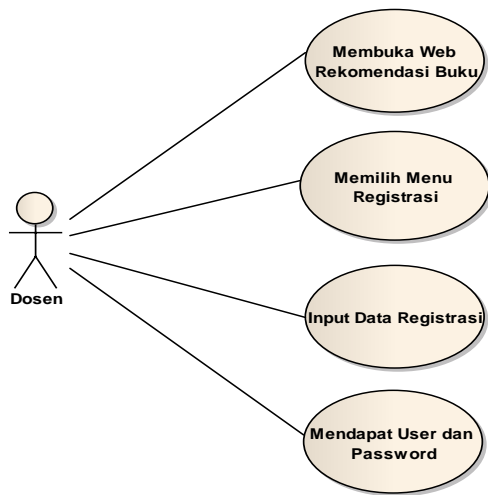 Membuka Web
Rekomendasi Buku
Memilih Menu
Registrasi
Dosen
Input Data Registrasi
Mendapat User dan
Password